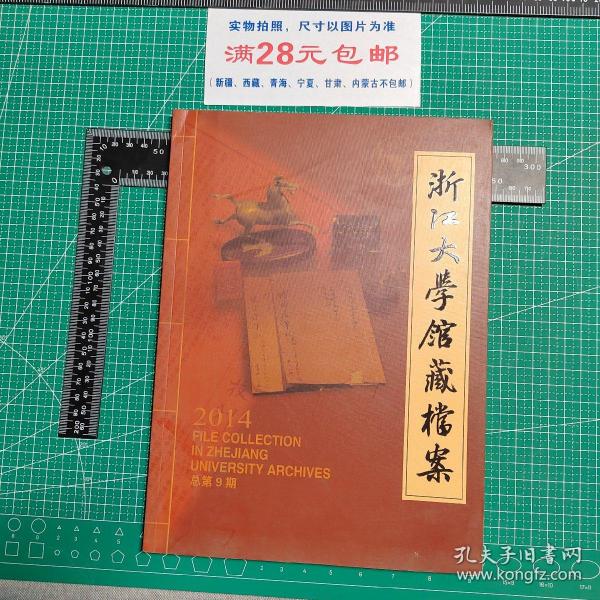 实物拍照，尺寸以图片为准
满28元包邮
（新疆、西藏、青海、宁夏、甘肃、内蒙古不包邮）
浙江大学馆藏檔案
2014
FILE COLLECTION
IN ZHEJIANG
UNIVERSITY ARCHIVES
总第9期
孔夫子旧书网
www.kongfz.com